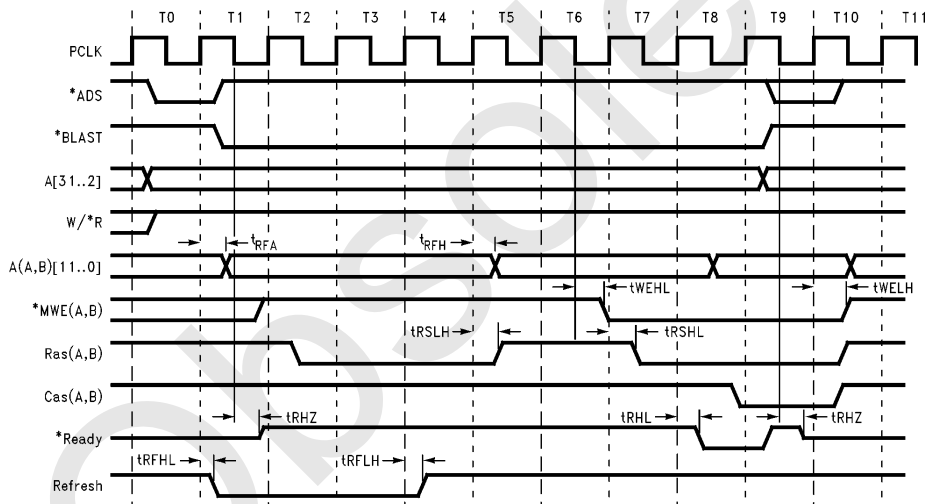 T0 T1 T2 T3 T4 T5 T6 T7 T8 T9 T10 T11
PCLK
*ADS
*BLAST
A[31..2]
W/*R
tRFA tRFH
A(A,B)[11..0]
tWEHL tWELH
*MWE(A,B)
tRSLH tRSHL
Ras(A,B)
Cas(A,B)
tRHZ tRHL tRHZ
*Ready
tRFHL tRFLH
Refresh
Obsole